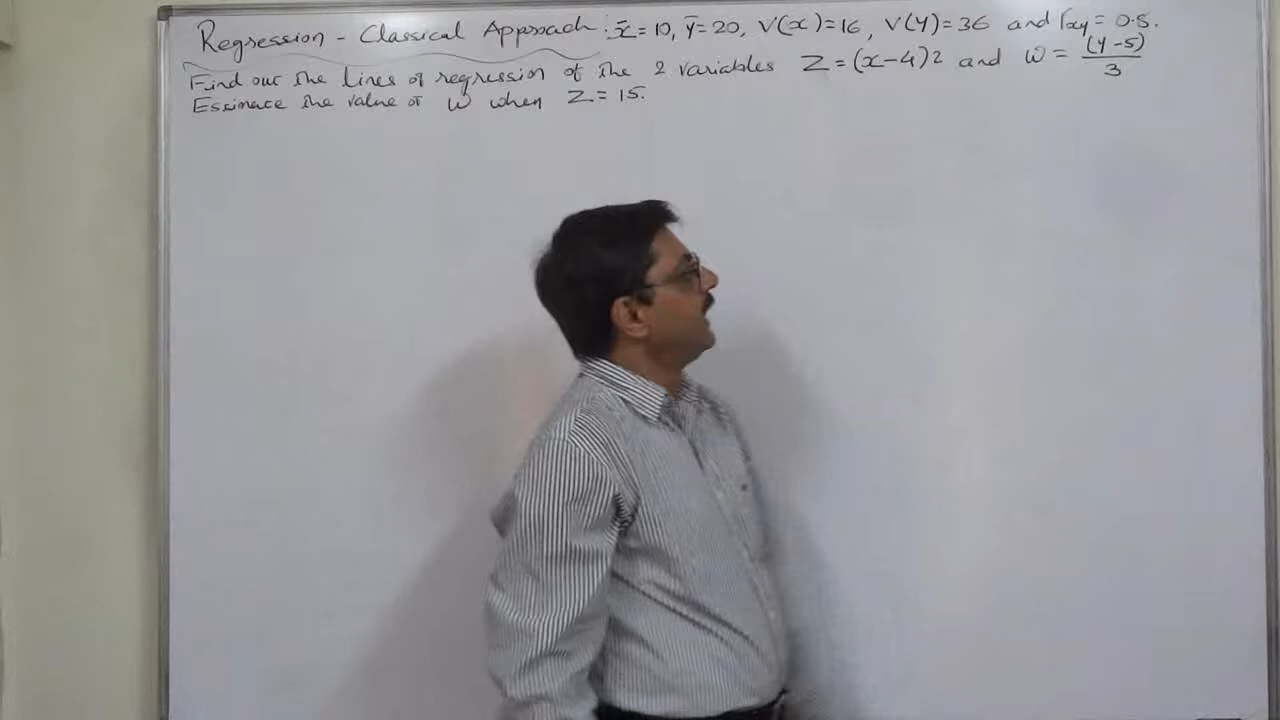 Regression - Classical Approach : x̄ = 10, ȳ = 20, V(x) = 16, V(y) = 36 and rxy = 0.5.
Find out the lines of regression of the 2 variables Z = (x-4)2 and w = (y-5)/3
Estimate the value of w when Z = 15.